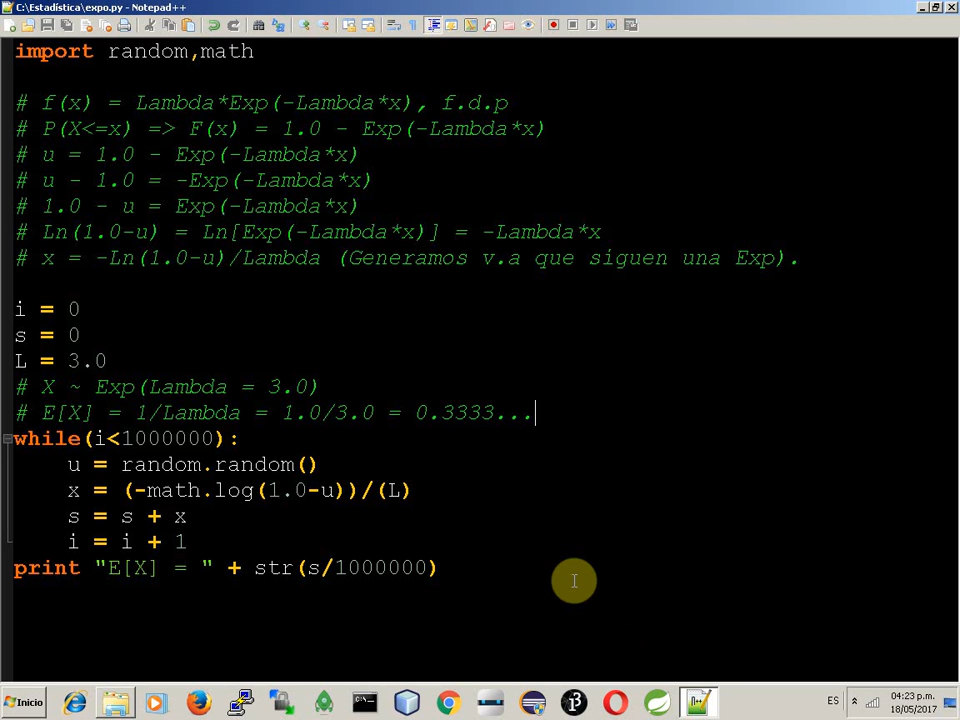 C:\Estadística\expo.py - Notepad++
import random,math
# f(x) = Lambda*Exp(-Lambda*x), f.d.p
# P(X<=x) => F(x) = 1.0 - Exp(-Lambda*x)
# u = 1.0 - Exp(-Lambda*x)
# u - 1.0 = -Exp(-Lambda*x)
# 1.0 - u = Exp(-Lambda*x)
# Ln(1.0-u) = Ln[Exp(-Lambda*x)] = -Lambda*x
# x = -Ln(1.0-u)/Lambda (Generamos v.a que siguen una Exp).
i = 0
s = 0
L = 3.0
# X ~ Exp(Lambda = 3.0)
# E[X] = 1/Lambda = 1.0/3.0 = 0.3333...
while(i<1000000):
    u = random.random()
    x = (-math.log(1.0-u))/(L)
    s = s + x
    i = i + 1
print "E[X] = " + str(s/1000000)
Inicio
ES
04:23 p.m.
18/05/2017